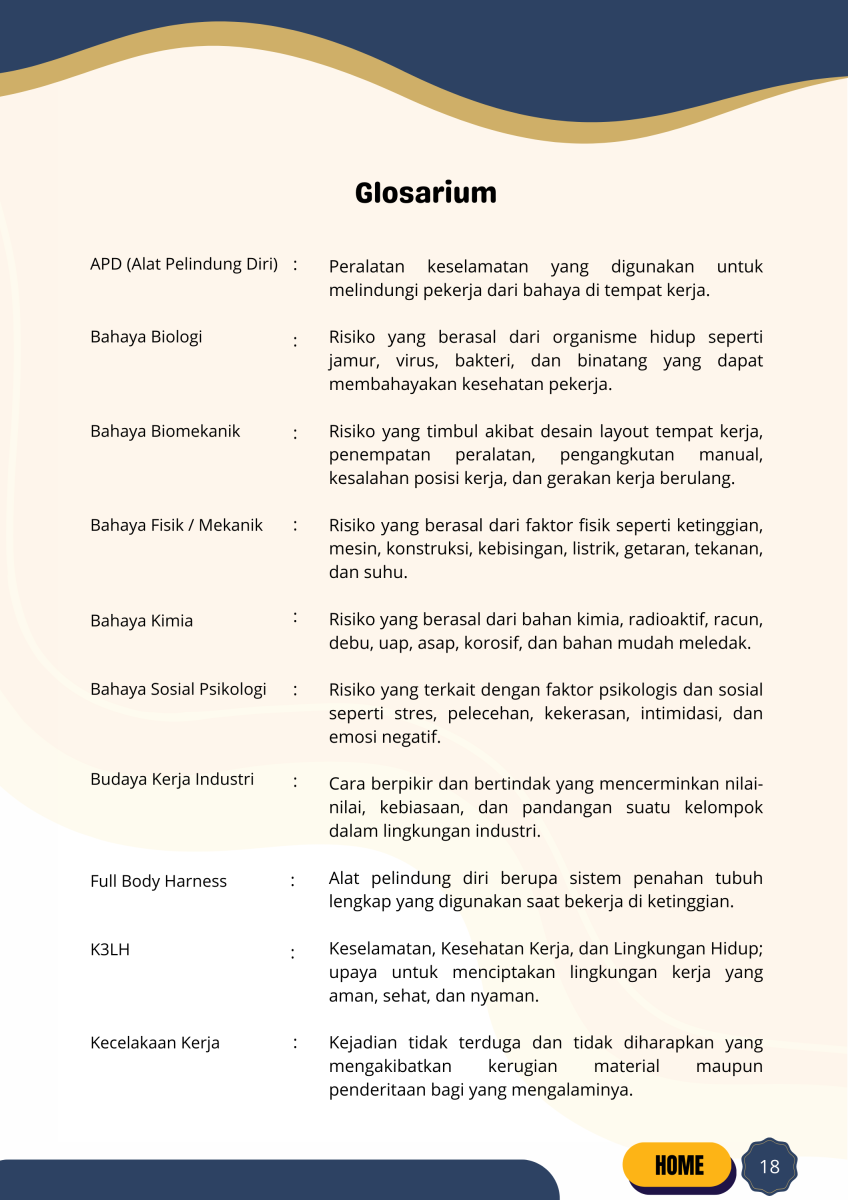 Glosarium
APD (Alat Pelindung Diri) : Peralatan keselamatan yang digunakan untuk
melindungi pekerja dari bahaya di tempat kerja.
Bahaya Biologi : Risiko yang berasal dari organisme hidup seperti
jamur, virus, bakteri, dan binatang yang dapat
membahayakan kesehatan pekerja.
Bahaya Biomekanik : Risiko yang timbul akibat desain layout tempat kerja,
penempatan peralatan, pengangkutan manual,
kesalahan posisi kerja, dan gerakan kerja berulang.
Bahaya Fisik / Mekanik : Risiko yang berasal dari faktor fisik seperti ketinggian,
mesin, konstruksi, kebisingan, listrik, getaran, tekanan,
dan suhu.
Bahaya Kimia : Risiko yang berasal dari bahan kimia, radioaktif, racun,
debu, uap, asap, korosif, dan bahan mudah meledak.
Bahaya Sosial Psikologi : Risiko yang terkait dengan faktor psikologis dan sosial
seperti stres, pelecehan, kekerasan, intimidasi, dan
emosi negatif.
Budaya Kerja Industri : Cara berpikir dan bertindak yang mencerminkan nilai-
nilai, kebiasaan, dan pandangan suatu kelompok
dalam lingkungan industri.
Full Body Harness : Alat pelindung diri berupa sistem penahan tubuh
lengkap yang digunakan saat bekerja di ketinggian.
K3LH : Keselamatan, Kesehatan Kerja, dan Lingkungan Hidup;
upaya untuk menciptakan lingkungan kerja yang
aman, sehat, dan nyaman.
Kecelakaan Kerja : Kejadian tidak terduga dan tidak diharapkan yang
mengakibatkan kerugian material maupun
penderitaan bagi yang mengalaminya.
HOME 18